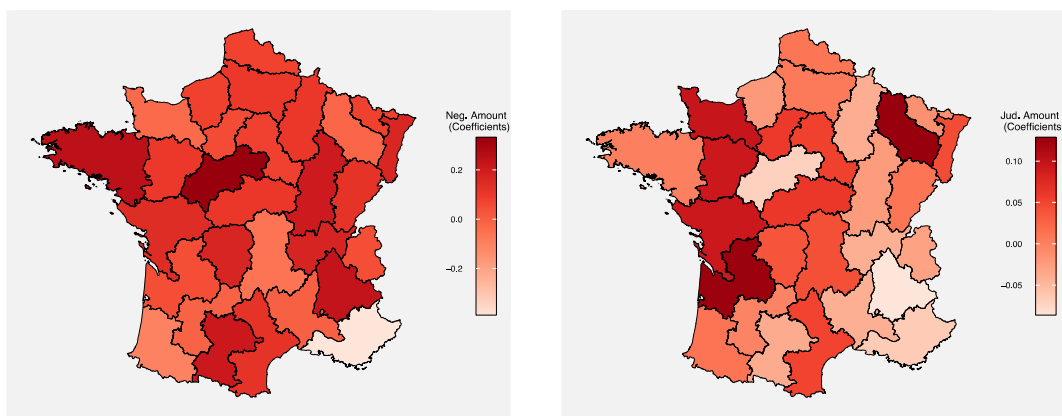 Neg. Amount
(Coefficients)
0.2
0.0
−0.2
Jud. Amount
(Coefficients)
0.10
0.05
0.00
−0.05